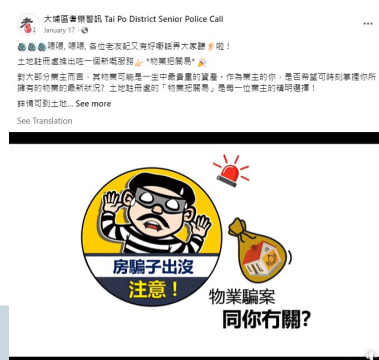 大埔區耆樂警訊 Tai Po District Senior Police Call
January 17
喂喂, 喂喂, 各位老友記又有好嘢話畀大家聽啦！
土地註冊處推出咗一個新嘅服務 *物業把關易*
對大部分業主而言，其物業可能是一生中最貴重的資產。作為業主的你，是否希望可時刻掌握你所
擁有的物業的最新狀況？ 土地註冊處的「物業把關易」是每一位業主的精明選擇！
詳情可到土地... See more
See Translation
房騙子出沒
注意！
物業騙案
同你冇關?